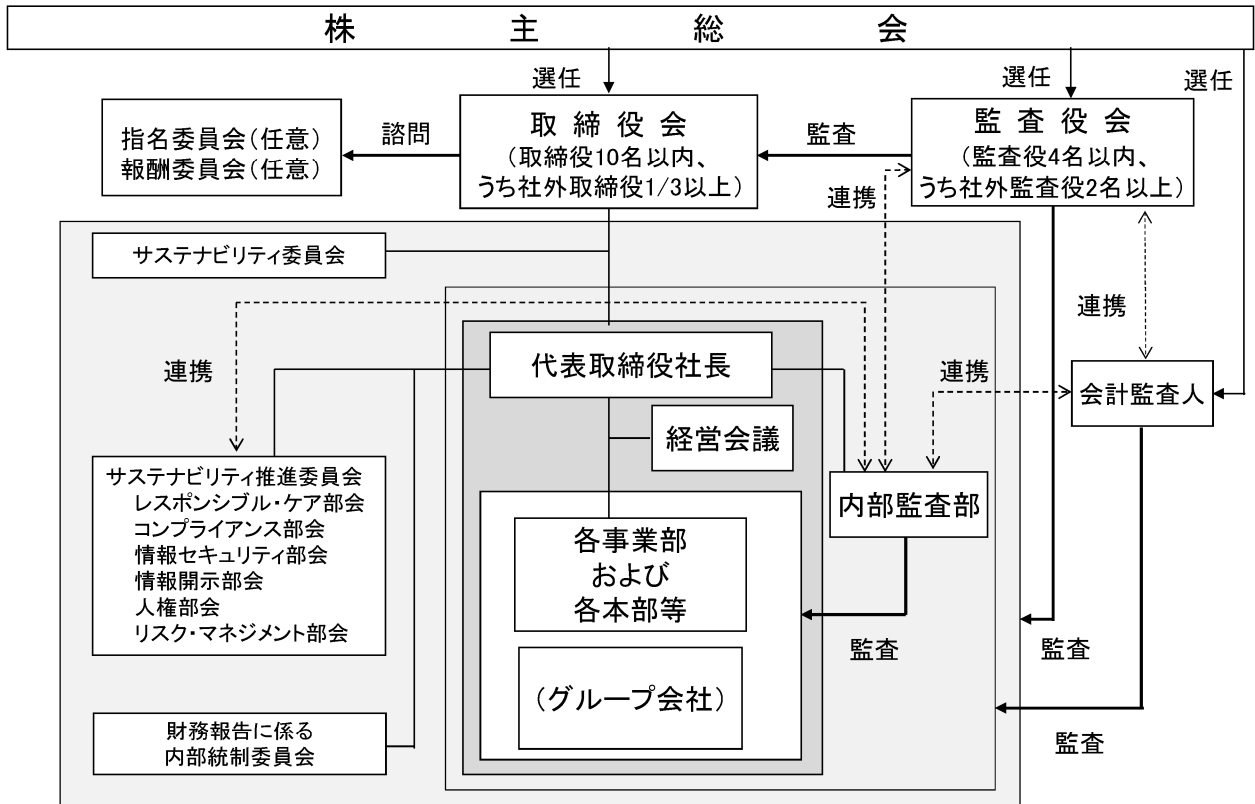 株主総会
選任
選任
選任
指名委員会(任意)
報酬委員会(任意)
諮問
取締役会
(取締役10名以内、
うち社外取締役1/3以上)
監査
監査役会
(監査役4名以内、
うち社外監査役2名以上)
連携
サステナビリティ委員会
連携
連携
代表取締役社長
連携
会計監査人
経営会議
サステナビリティ推進委員会
レスポンシブル・ケア部会
コンプライアンス部会
情報セキュリティ部会
情報開示部会
人権部会
リスク・マネジメント部会
内部監査部
各事業部
および
各本部等
監査
監査
(グループ会社)
財務報告に係る
内部統制委員会
監査